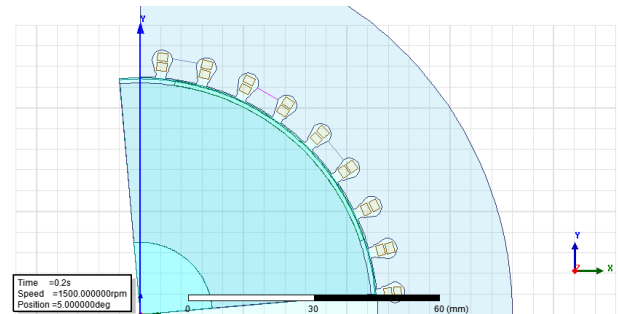 Y
Time =0.2s
Speed =1500.000000rpm
Position =5.000000deg
0
30
60 (mm)
Y
Z
X